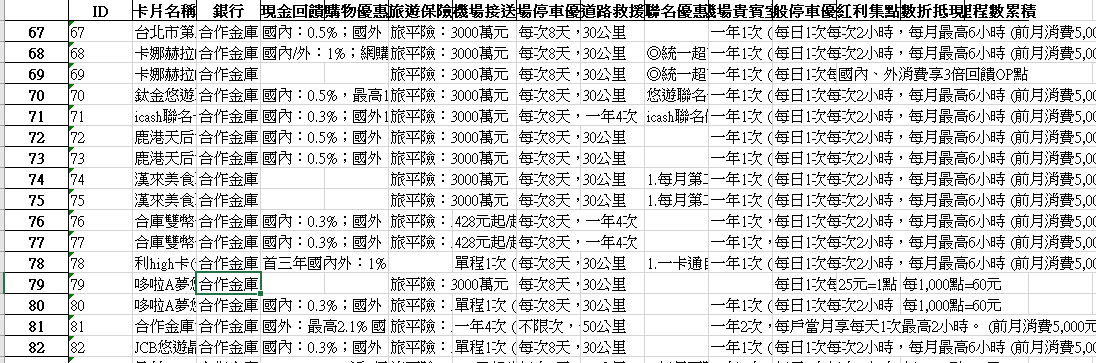 ID 卡片名稱 銀行 現金回饋 購物優惠 旅遊保險 機場接送 場停車優 道路救援 聯名優惠 機場貴賓室 般停車優 紅利集點 數折抵現 里程數累積
67 67 台北市第 合作金庫 國內：0.5%；國外 旅平險：3000萬元 每次8天，30公里 一年1次（每日1次每次2小時，每月最高6小時 (前月消費5,00
68 68 卡娜赫拉 合作金庫 國內/外：1%；網購 旅平險：3000萬元 每次8天，30公里 ◎統一超 一年1次（每日1次每次2小時，每月最高6小時 (前月消費5,00
69 69 卡娜赫拉 合作金庫 旅平險：3000萬元 每次8天，30公里 ◎統一超 一年1次（每日1次每 國內、外消費享3倍回饋OP點
70 70 鈦金悠遊 合作金庫 國內：0.5%，最高1 旅平險：3000萬元 每次8天，30公里 悠遊聯名 一年1次（每日1次每次2小時，每月最高6小時 (前月消費5,00
71 71 icash聯名 合作金庫 國內：0.3%；國外1 旅平險：3000萬元 每次8天，一年4次 icash聯名 一年1次（每日1次每次2小時，每月最高6小時 (前月消費5,00
72 72 鹿港天后 合作金庫 國內：0.5%；國外 旅平險：3000萬元 每次8天，30公里 一年1次（每日1次每次2小時，每月最高6小時 (前月消費5,00
73 73 鹿港天后 合作金庫 國內：0.5%；國外 旅平險：3000萬元 每次8天，30公里 一年1次（每日1次每次2小時，每月最高6小時 (前月消費5,00
74 74 漢來美食 合作金庫 旅平險：3000萬元 每次8天，30公里 1.每月第二 一年1次（每日1次每次2小時，每月最高6小時 (前月消費5,00
75 75 漢來美食 合作金庫 旅平險：3000萬元 每次8天，30公里 1.每月第二 一年1次（每日1次每次2小時，每月最高6小時 (前月消費5,00
76 76 合庫雙幣 合作金庫 國內：0.3%；國外 旅平險： 428元起/ 每次8天，一年4次 一年1次（每日1次每次2小時，每月最高6小時 (前月消費5,00
77 77 合庫雙幣 合作金庫 國內：0.3%；國外 旅平險： 428元起/ 每次8天，一年4次 一年1次（每日1次每次2小時，每月最高6小時 (前月消費5,00
78 78 利high卡( 合作金庫 首三年國內外：1% 單程1次（每次8天，30公里 1.一卡通 一年1次（每日1次每次2小時，每月最高6小時 (前月消費5,00
79 79 哆啦A夢 合作金庫 旅平險：3000萬元 每次8天，30公里 每日1次每 25元=1點 每1,000點=60元
80 80 哆啦A夢 合作金庫 國內：0.3%；國外 旅平險： 單程1次（每次8天，30公里 一年1次（每日1次每次2小時， 每1,000點=60元
81 81 合作金庫 合作金庫 國外：最高2.1% 國 旅平險： 一年4次（不限次，50公里 一年2次，每戶當月享每天1次最高2小時。 (前月消費5,000元
82 82 JCB悠遊 合作金庫 國內：0.3%；國外 旅平險： 單程1次（每次8天，30公里 一年1次（每日1次每次2小時，每月最高6小時 (前月消費5,00